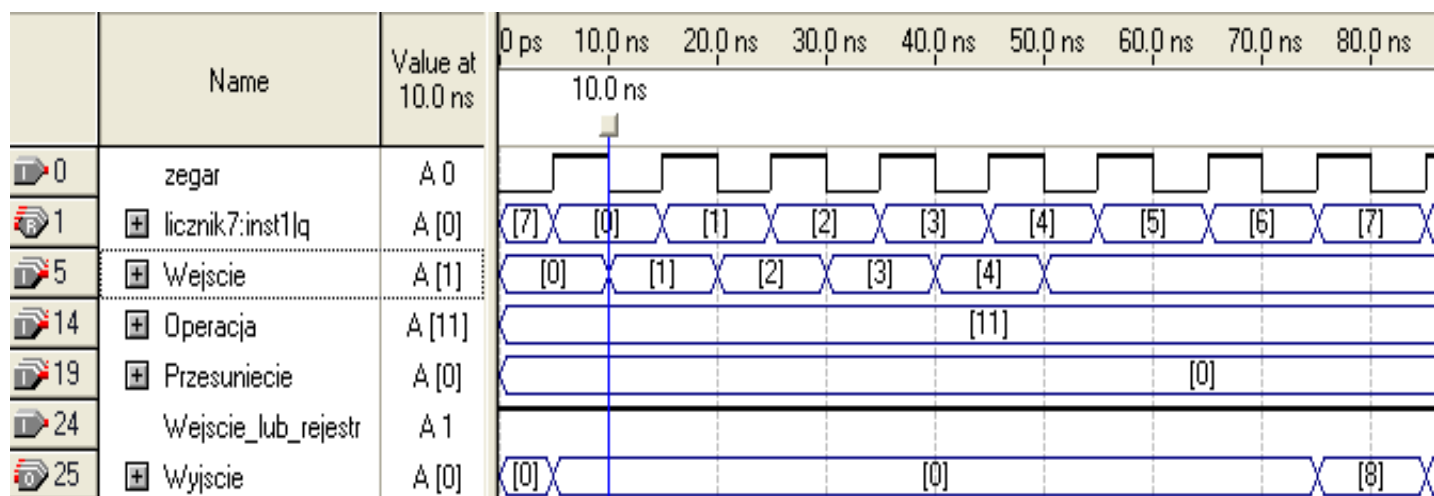 Name Value at 10.0 ns 0 ps 10.0 ns 20.0 ns 30.0 ns 40.0 ns 50.0 ns 60.0 ns 70.0 ns 80.0 ns
10.0 ns
0 zegar A 0
1 licznik7:inst1|q A [0] [7] [0] [1] [2] [3] [4] [5] [6] [7]
5 Wejscie A [1] [0] [1] [2] [3] [4]
14 Operacja A [11] [11]
19 Przesuniecie A [0] [0]
24 Wejscie_lub_rejestr A 1
25 Wyjscie A [0] [0] [0] [8]